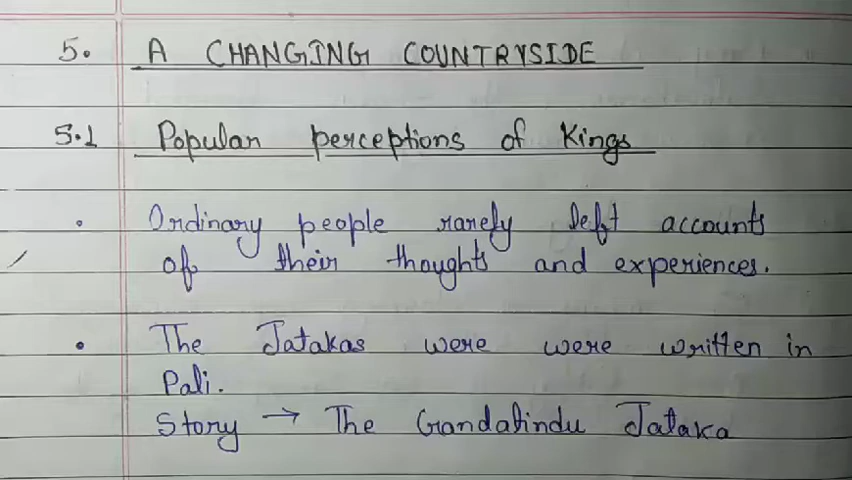 5. A CHANGING COUNTRYSIDE
5.1 Popular perceptions of Kings
• Ordinary people rarely left accounts
of their thoughts and experiences.
• The Jatakas were were written in
Pali.
Story → The Gandatindu Jataka